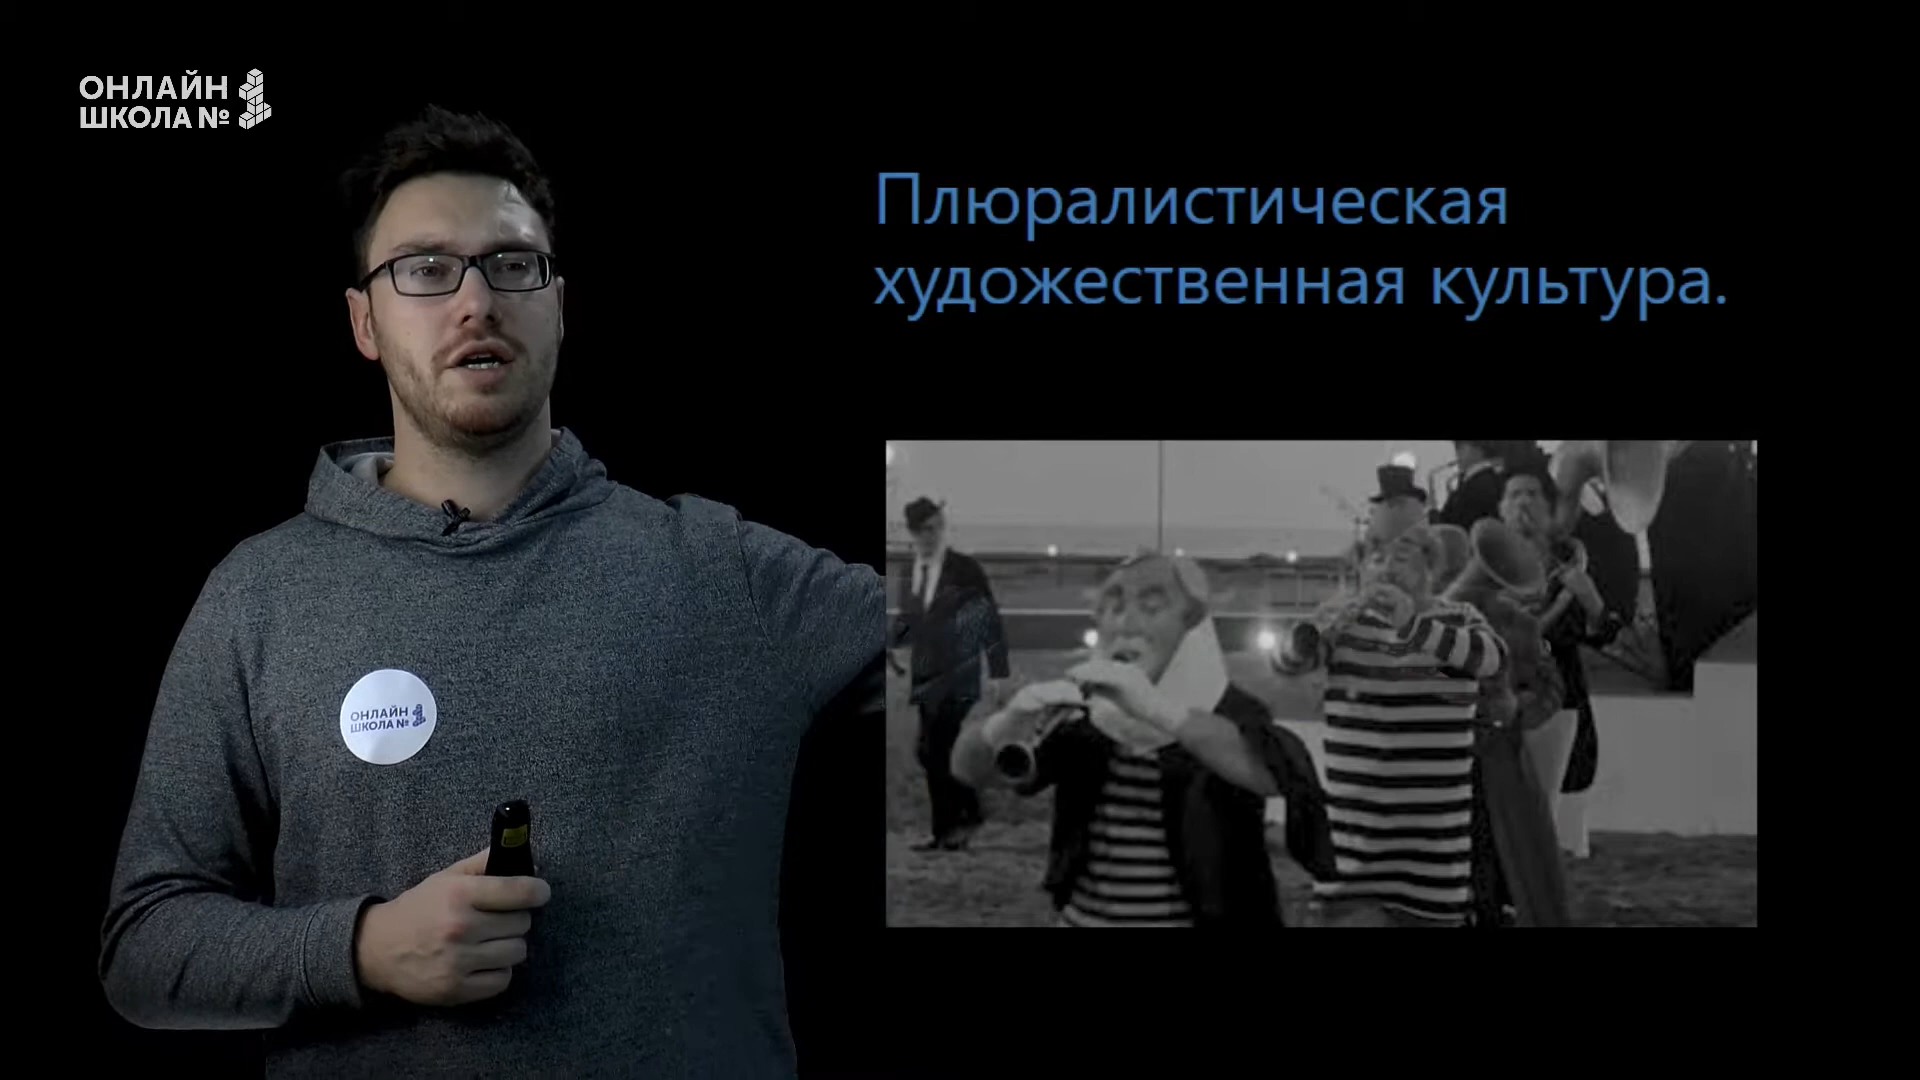 ОНЛАЙН
ШКОЛА №
Плюралистическая
художественная культура.
ОНЛАЙН
ШКОЛА №